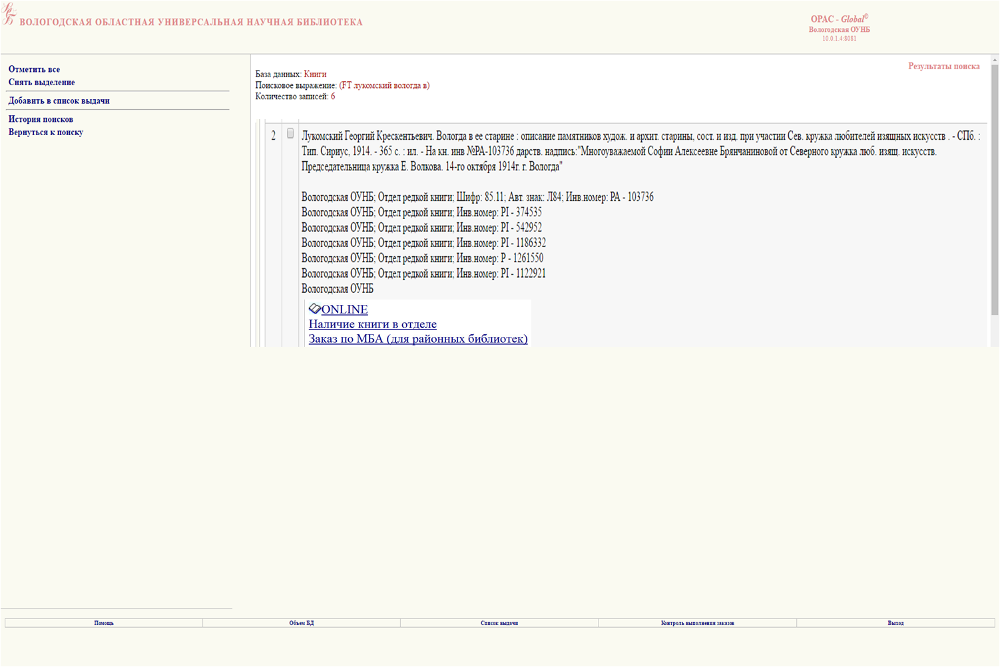 ВОЛОГОДСКАЯ ОБЛАСТНАЯ УНИВЕРСАЛЬНАЯ НАУЧНАЯ БИБЛИОТЕКА
OPAC - Global©
Вологодская ОУНБ
10.0.1.4:8081
Отметить все
Снять выделение
Добавить в список выдачи
История поисков
Вернуться к поиску
Результаты поиска
База данных: Книги
Поисковое выражение: (FT лукомский вологда в)
Количество записей: 6
2 Лукомский Георгий Крескентьевич. Вологда в ее старине : описание памятников худож. и архит. старины, сост. и изд. при участии Сев. кружка любителей изящных искусств . - СПб. :
Тип. Сириус, 1914. - 365 с. : ил. - На кн. инв №РА-103736 дарств. надпись:"Многоуважаемой Софии Алексеевне Брянчаниновой от Северного кружка люб. изящ. искусств.
Председательница кружка Е. Волкова. 14-го октября 1914г. г. Вологда"
Вологодская ОУНБ; Отдел редкой книги; Шифр: 85.11; Авт. знак: Л84; Инв.номер: РА - 103736
Вологодская ОУНБ; Отдел редкой книги; Инв.номер: РI - 374535
Вологодская ОУНБ; Отдел редкой книги; Инв.номер: РI - 542952
Вологодская ОУНБ; Отдел редкой книги; Инв.номер: РI - 1186332
Вологодская ОУНБ; Отдел редкой книги; Инв.номер: Р - 1261550
Вологодская ОУНБ; Отдел редкой книги; Инв.номер: РI - 1122921
Вологодская ОУНБ
ONLINE
Наличие книги в отделе
Заказ по МБА (для районных библиотек)
Помощь
Объем БД
Список выдачи
Контроль выполнения заказов
Выход